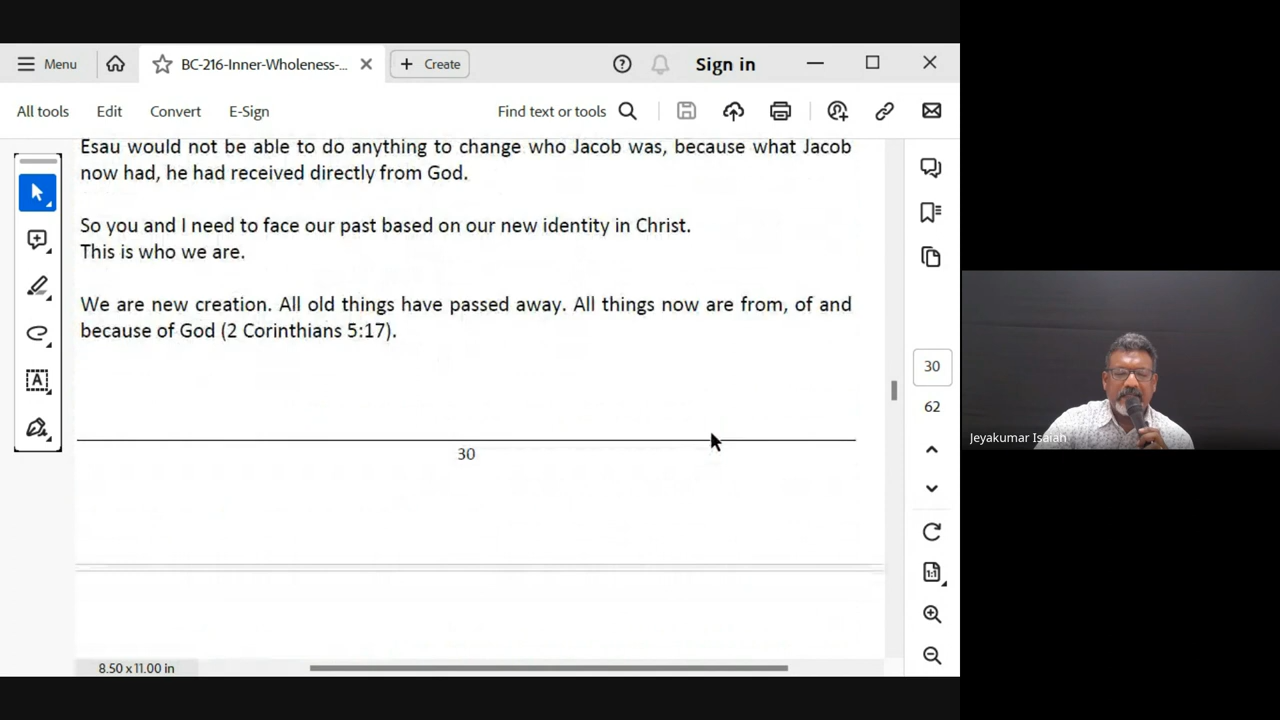 Menu
BC-216-Inner-Wholeness-...
Create
Sign in
All tools
Edit
Convert
E-Sign
Find text or tools
Esau would not be able to do anything to change who Jacob was, because what Jacob
now had, he had received directly from God.
So you and I need to face our past based on our new identity in Christ.
This is who we are.
We are new creation. All old things have passed away. All things now are from, of and
because of God (2 Corinthians 5:17).
30
30
62
1:1
8.50 x 11.00 in
Jeyakumar Isaiah